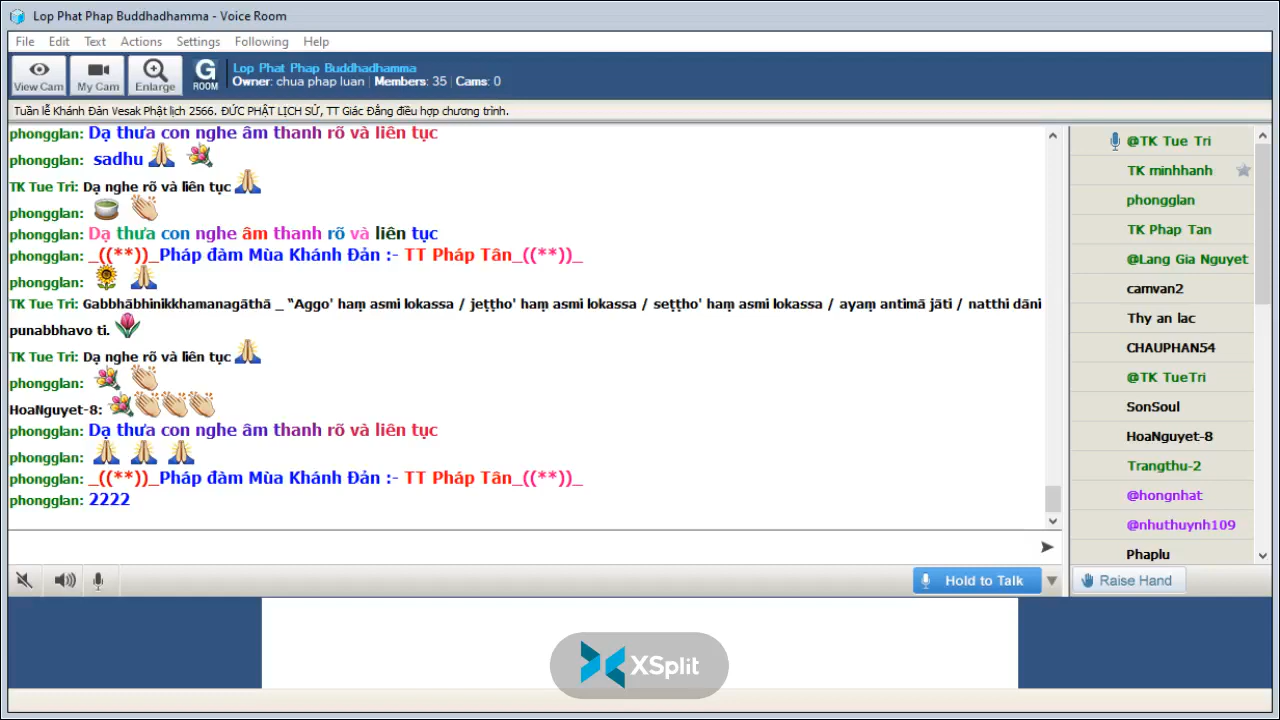 Lop Phat Phap Buddhadhamma - Voice Room
File Edit Text Actions Settings Following Help
View Cam My Cam Enlarge G ROOM
Lop Phat Phap Buddhadhamma
Owner: chua phap luan | Members: 35 | Cams: 0
Tuần lễ Khánh Đản Vesak Phật lịch 2566. ĐỨC PHẬT LỊCH SỬ, TT Giác Đẳng điều hợp chương trình.
phongglan: Dạ thưa con nghe âm thanh rõ và liên tục
phongglan: sadhu
TK Tue Tri: Dạ nghe rõ và liên tục
phongglan:
phongglan: Dạ thưa con nghe âm thanh rõ và liên tục
phongglan: _((**))_Pháp đàm Mùa Khánh Đản :- TT Pháp Tân_((**))_
phongglan:
TK Tue Tri: Gabbhābhinikkhamanagāthā _ “Aggo' haṃ asmi lokassa / jeṭṭho' haṃ asmi lokassa / seṭṭho' haṃ asmi lokassa / ayaṃ antimā jāti / natthi dāni
punabbhavo ti.
TK Tue Tri: Dạ nghe rõ và liên tục
phongglan:
HoaNguyet-8:
phongglan: Dạ thưa con nghe âm thanh rõ và liên tục
phongglan:
phongglan: _((**))_Pháp đàm Mùa Khánh Đản :- TT Pháp Tân_((**))_
phongglan: 2222
@TK Tue Tri
TK minhhanh
phongglan
TK Phap Tan
@Lang Gia Nguyet
camvan2
Thy an lac
CHAUPHAN54
@TK TueTri
SonSoul
HoaNguyet-8
Trangthu-2
@hongnhat
@nhuthuynh109
Phaplu
Hold to Talk
Raise Hand
XSplit